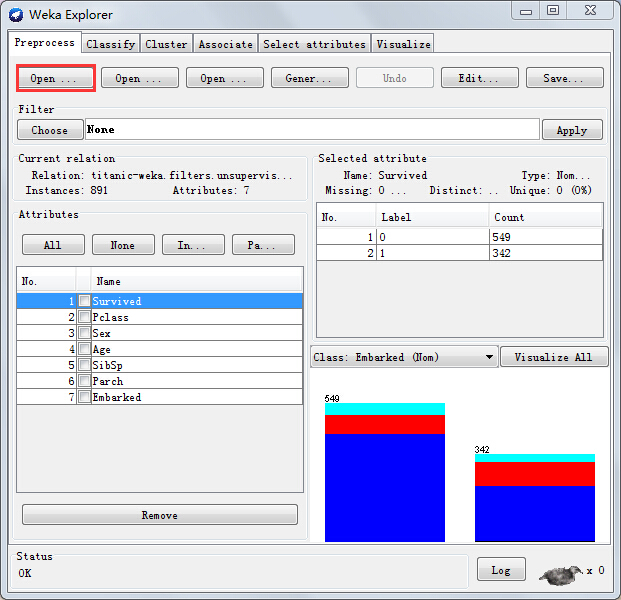 Weka Explorer
Preprocess Classify Cluster Associate Select attributes Visualize
Open ... Open ... Open ... Gener... Undo Edit... Save...
Filter
Choose None Apply
Current relation
Relation: titanic-weka.filters.unsupervis...
Instances: 891 Attributes: 7
Selected attribute
Name: Survived Type: Nom...
Missing: 0 ... Distinct: .. Unique: 0 (0%)
No. Label Count
1 0 549
2 1 342
Attributes
All None In... Pa...
No. Name
1 Survived
2 Pclass
3 Sex
4 Age
5 SibSp
6 Parch
7 Embarked
Remove
Class: Embarked (Nom) Visualize All
549
342
Status
OK
Log x 0